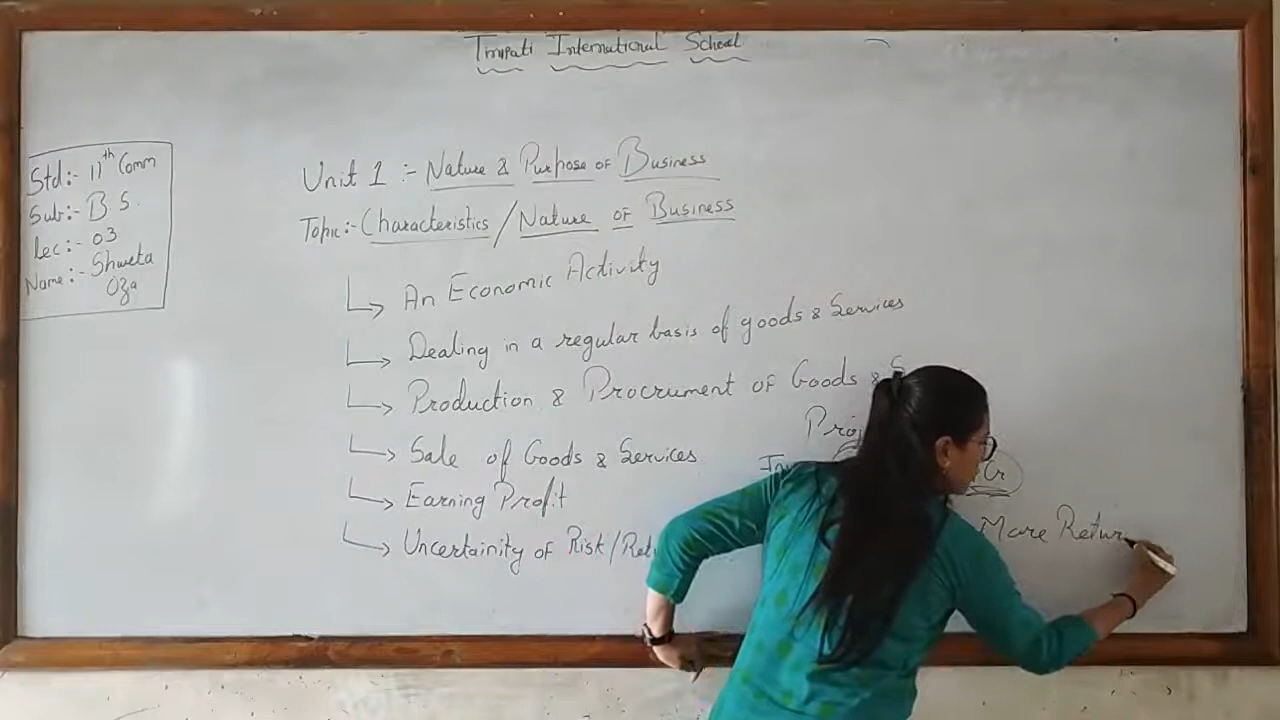 Tirupati International School
Std:- 11th Comm
Sub:- B.S.
Lec:- 03
Name:- Shweta
Oza
Unit 1 :- Nature & Purpose of Business
Topic:- Characteristics / Nature of Business
An Economic Activity
Dealing in a regular basis of goods & Services
Production & Procrument of Goods & S
Sale of Goods & Services
Earning Profit
Uncertainity of Risk / Ret
Cr
More Retur